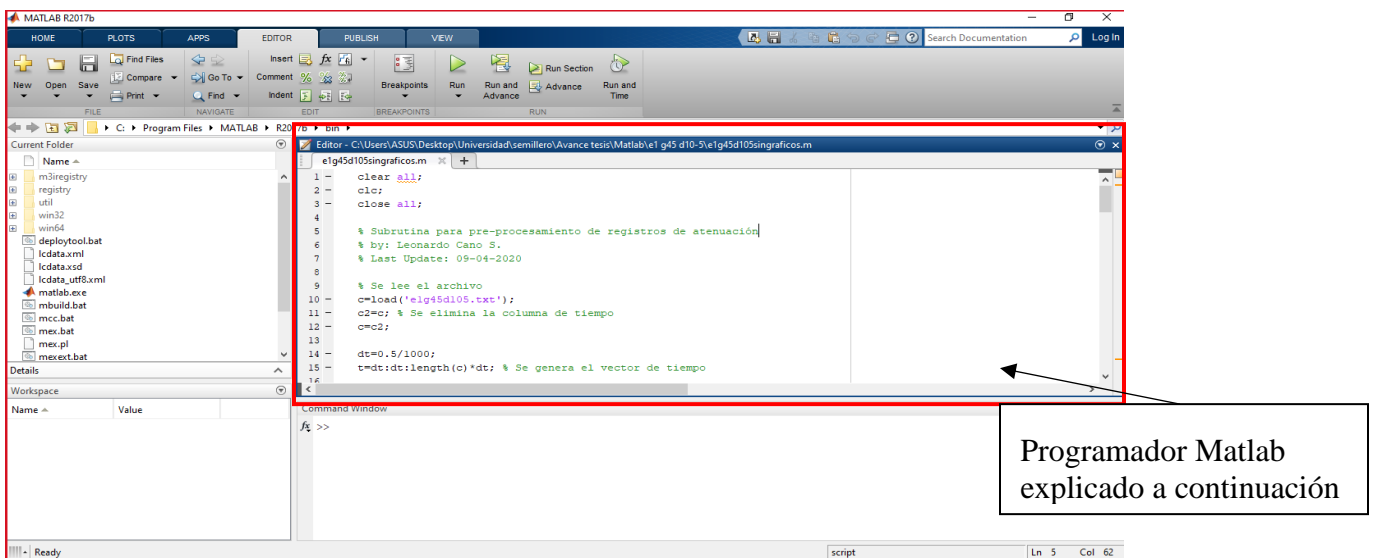 MATLAB R2017b
HOME PLOTS APPS EDITOR PUBLISH VIEW Search Documentation Log In
New Open Save Find Files Compare Print Go To Find Insert Comment Indent fx Breakpoints Run Run and Advance Run Section Advance Run and Time
FILE NAVIGATE EDIT BREAKPOINTS RUN
C: Program Files MATLAB R2017b bin
Current Folder
Name
m3iregistry
registry
util
win32
win64
deploytool.bat
lcdata.xml
lcdata.xsd
lcdata_utf8.xml
matlab.exe
mbuild.bat
mcc.bat
mex.bat
mex.pl
mexext.bat
Details
Workspace
Name Value
Editor - C:\Users\ASUS\Desktop\Universidad\semillero\Avance tesis\Matlab\e1 g45 d10-5\e1g45d105singraficos.m
e1g45d105singraficos.m
1 clear all;
2 clc;
3 close all;
4
5 % Subrutina para pre-procesamiento de registros de atenuación
6 % by: Leonardo Cano S.
7 % Last Update: 09-04-2020
8
9 % Se lee el archivo
10 c=load('e1g45d105.txt');
11 c2=c; % Se elimina la columna de tiempo
12 c=c2;
13
14 dt=0.5/1000;
15 t=dt:dt:length(c)*dt; % Se genera el vector de tiempo
16
Command Window
fx >>
Programador Matlab
explicado a continuación
Ready script Ln 5 Col 62